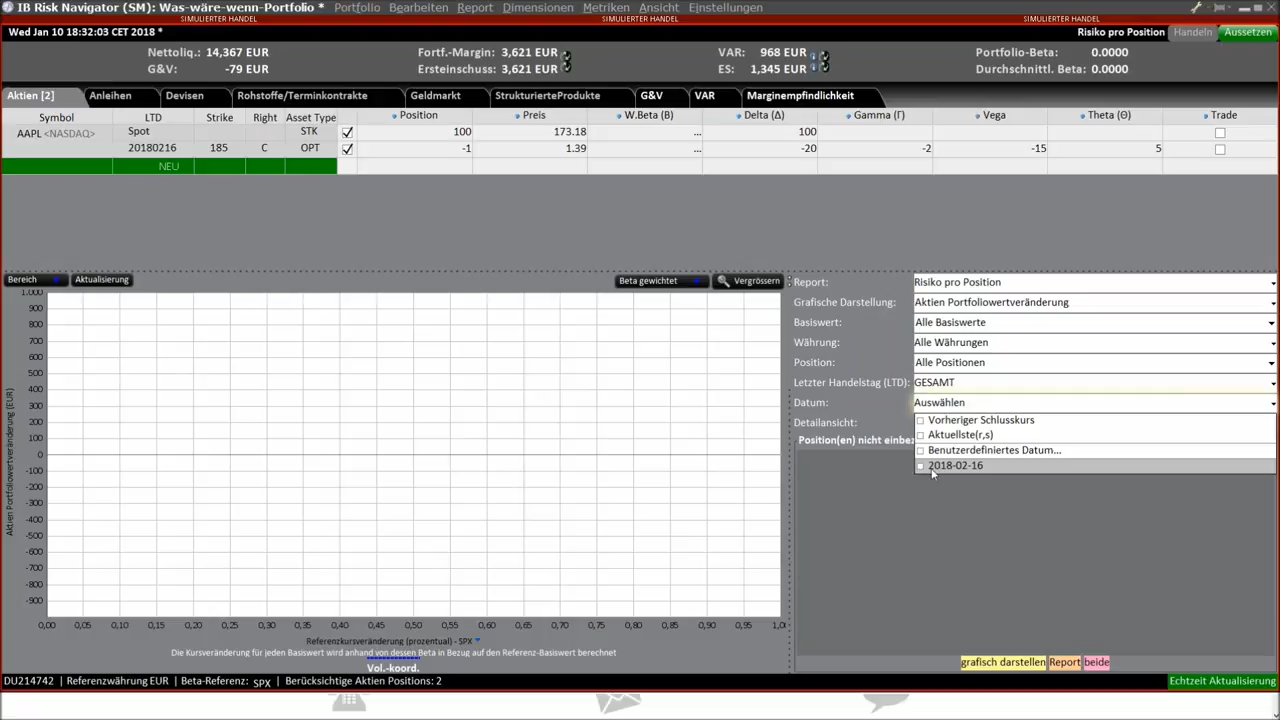 IB Risk Navigator (SM): Was-wäre-wenn-Portfolio * Portfolio Bearbeiten Report Dimensionen Metriken Ansicht Einstellungen
SIMULIERTER HANDEL SIMULIERTER HANDEL SIMULIERTER HANDEL
Wed Jan 10 18:32:03 CET 2018 * Risiko pro Position Handeln Aussetzen
Nettoliq.: 14,367 EUR Fortf.-Margin: 3,621 EUR VAR: 968 EUR Portfolio-Beta: 0.0000
G&V: -79 EUR Ersteinschuss: 3,621 EUR ES: 1,345 EUR Durchschnittl. Beta: 0.0000
Aktien [2] Anleihen Devisen Rohstoffe/Terminkontrakte Geldmarkt StrukturierteProdukte G&V VAR Marginempfindlichkeit
Symbol LTD Strike Right Asset Type Position Preis W.Beta (B) Delta (Δ) Gamma (Γ) Vega Theta (Θ) Trade
AAPL <NASDAQ> Spot STK 100 173.18 ... 100
20180216 185 C OPT -1 1.39 ... -20 -2 -15 5
NEU
Bereich Aktualisierung Beta gewichtet Vergrössern
Report: Risiko pro Position
Grafische Darstellung: Aktien Portfoliowertveränderung
Basiswert: Alle Basiswerte
Währung: Alle Währungen
Position: Alle Positionen
Letzter Handelstag (LTD): GESAMT
Datum: Auswählen
Detailansicht:
Vorheriger Schlusskurs
Aktuellste(r,s)
Benutzerdefiniertes Datum...
2018-02-16
Position(en) nicht einbez
Aktien Portfoliowertveränderung (EUR)
1.000
900
800
700
600
500
400
300
200
100
0
-100
-200
-300
-400
-500
-600
-700
-800
-900
0,00 0,05 0,10 0,15 0,20 0,25 0,30 0,35 0,40 0,45 0,50 0,55 0,60 0,65 0,70 0,75 0,80 0,85 0,90 0,95 1,0
Referenzkursveränderung (prozentual) - SPX
Die Kursveränderung für jeden Basiswert wird anhand von dessen Beta in Bezug auf den Referenz-Basiswert berechnet
Vol.-koord.
grafisch darstellen Report beide
DU214742 Referenzwährung EUR Beta-Referenz: SPX Berücksichtige Aktien Positionen: 2 Echtzeit Aktualisierung